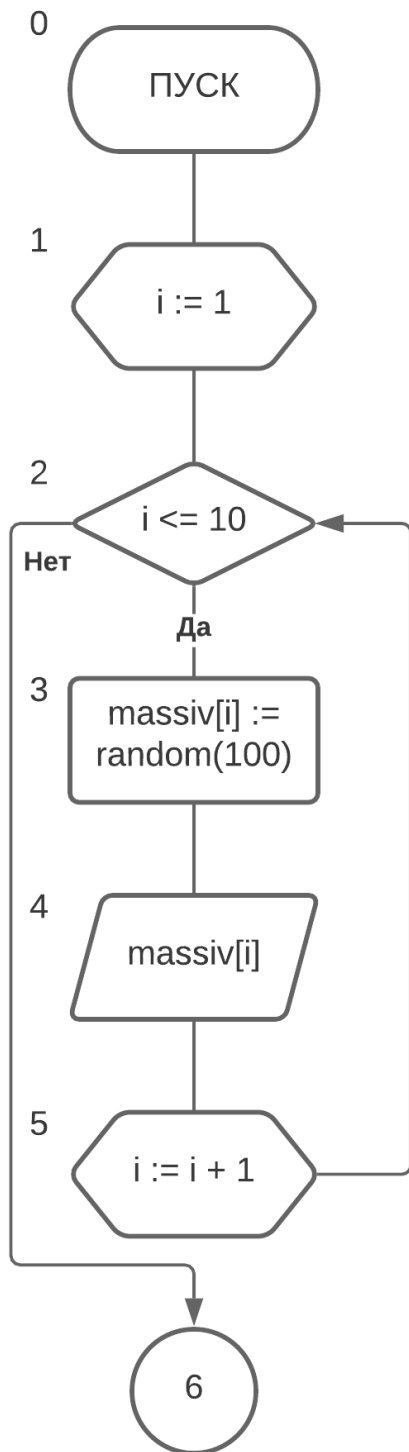 0
ПУСК
1
i := 1
2
i <= 10
Нет
Да
3
massiv[i] :=
random(100)
4
massiv[i]
5
i := i + 1
6